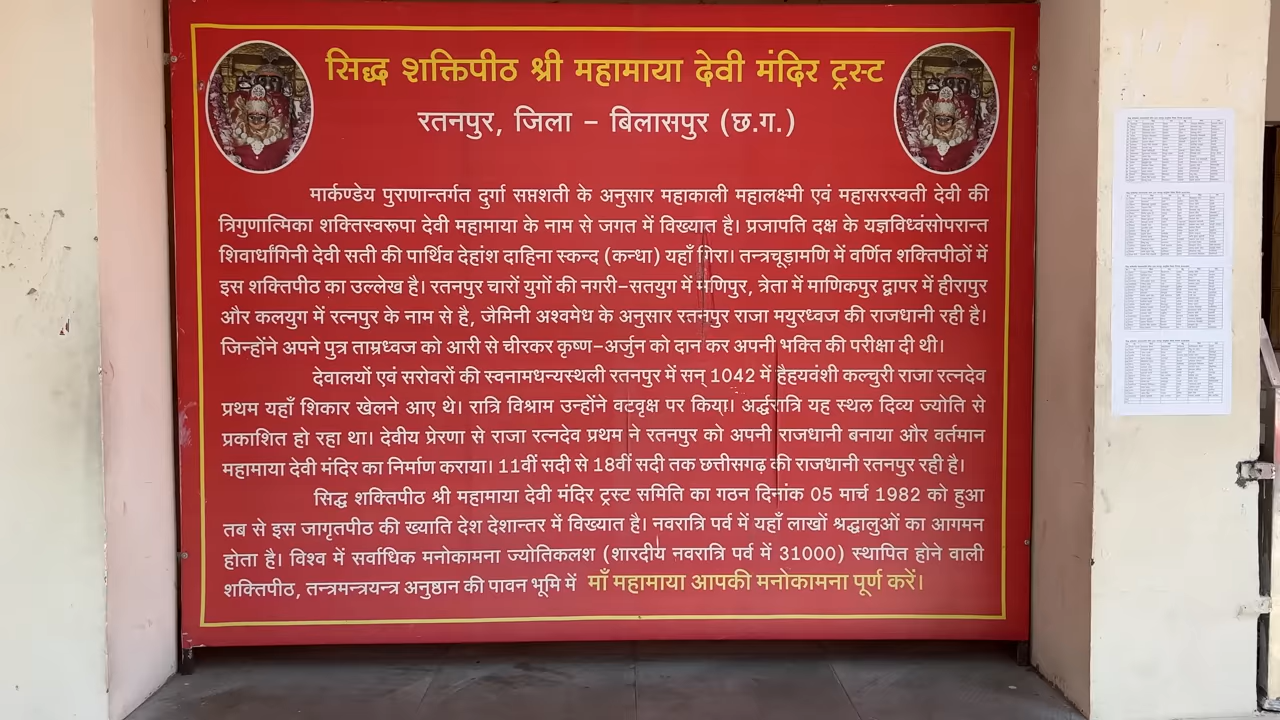 सिद्ध शक्तिपीठ श्री महामाया देवी मंदिर ट्रस्ट
रतनपुर, जिला - बिलासपुर (छ.ग.)
मार्कण्डेय पुराणान्तर्गत दुर्गा सप्तशती के अनुसार महाकाली महालक्ष्मी एवं महासरस्वती देवी की
त्रिगुणात्मिका शक्तिस्वरूपा देवी महामाया के नाम से जगत में विख्यात है प्रजापति दक्ष के यज्ञविध्वंसोपरान्त
शिवाधांगिनी देवी सती की पार्थिव देहांश दाहिना स्कन्द (कन्धा) यहाँ गिरा तन्त्रचूड़ामणि में वर्णित शक्तिपीठों में
इस शक्तिपीठ का उल्लेख है। रतनपुर चारों युगों की नगरी-सतयुग में मणिपुर, त्रेता में माणिकपुर द्वापर में हीरापुर
और कलयुग में रत्नपुर के नाम से है, जैमिनी अश्वमेघ के अनुसार रतनपुर राजा मयुरध्वज की राजधानी रही है।
जिन्होंने अपने पुत्र ताम्रध्वज को आरी से चीरकर कृष्ण-अर्जुन को दान कर अपनी भक्ति की परीक्षा दी थी।
देवालयों एवं सरोवरों की संगमधन्य स्थली रतनपुर में सन् 1042 में हैहयवंशी कलचुरी राजा रत्नदेव
प्रथम यहाँ शिकार खेलने आए थे। रात्रि विश्राम उन्होंने वटवृक्ष पर किया। अद्धरात्रि यह स्थल दिव्य ज्योति से
प्रकाशित हो रहा था। देवीय प्रेरणा से राजा रत्नदेव प्रथम ने रतनपुर को अपनी राजधानी बनाया और वर्तमान
महामाया देवी मंदिर का निर्माण कराया। 11वीं सदी से 18वीं सदी तक छत्तीसगढ़ की राजधानी रतनपुर रही है।
सिद्ध शक्तिपीठ श्री महामाया देवी मंदिर ट्रस्ट समिति का गठन दिनांक 05 मार्च 1982 को हुआ
तब से इस जागृतपीठ की ख्याति देश देशान्तर में विख्यात है। नवरात्रि पर्व में यहाँ लाखों श्रद्धालुओं का आगमन
होता है। विश्व में सर्वाधिक मनोकामना ज्योतिकलश (शारदीय नवरात्रि पर्व में 31000) स्थापित होने वाली
शक्तिपीठ, तन्त्रमन्त्रयन्त्र अनुष्ठान की पावन भूमि में माँ महामाया आपकी मनोकामना पूर्ण करें।